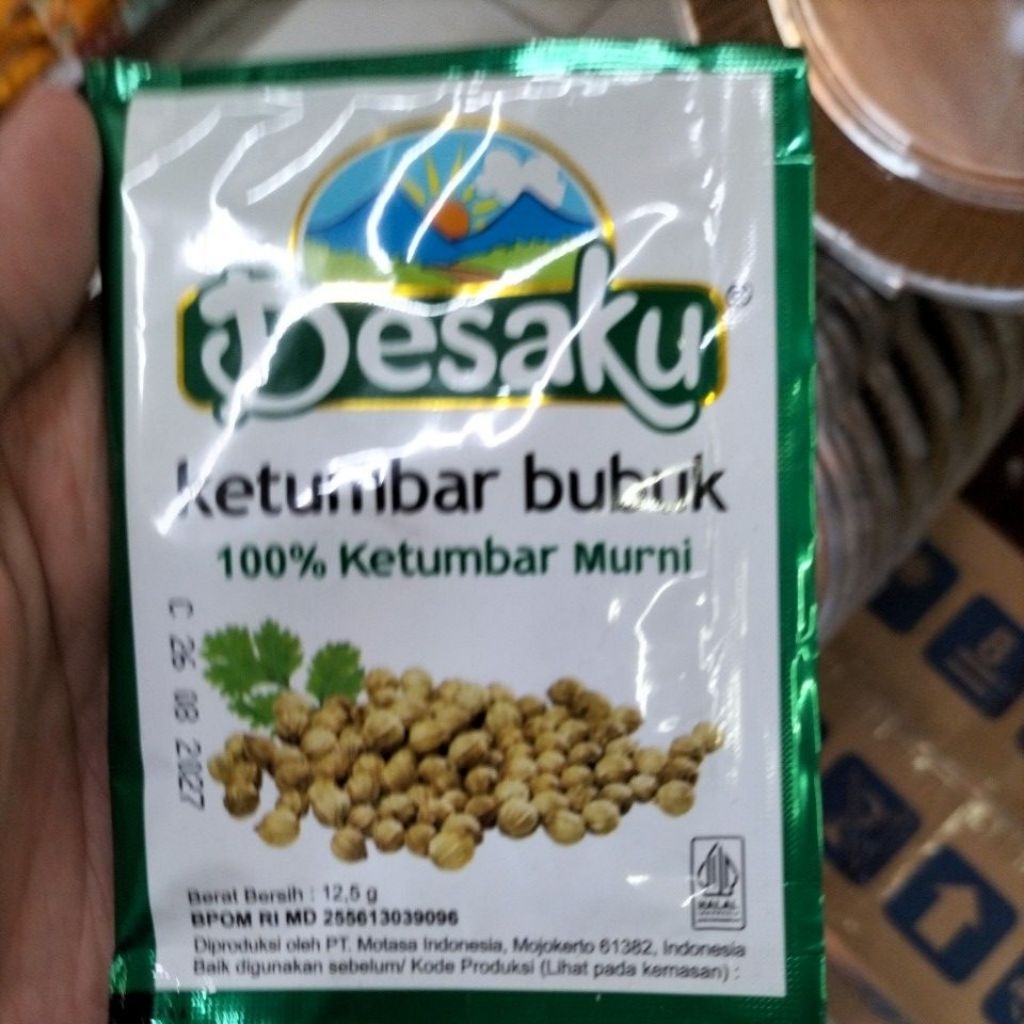 Desaku®
ketumbar bubuk
100% Ketumbar Murni
C 26 08 2027
Berat Bersih : 12,5 g
BPOM RI MD 255613039096
HALAL
Diproduksi oleh PT. Motasa Indonesia, Mojokerto 61382, Indonesia
Baik digunakan sebelum/ Kode Produksi (Lihat pada kemasan) :